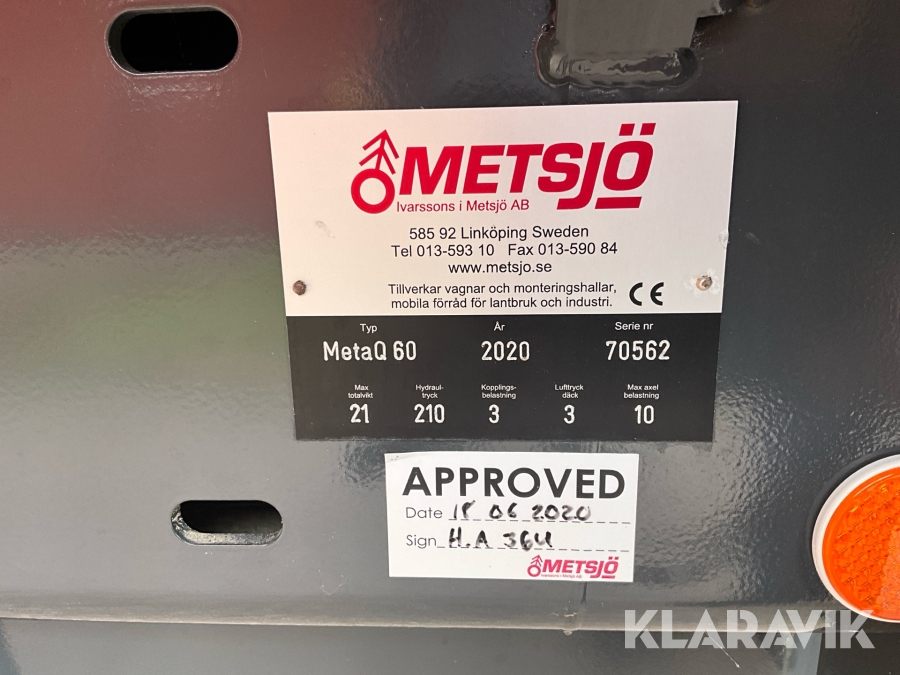 METSJÖ
Ivarssons i Metsjö AB
585 92 Linköping Sweden
Tel 013-593 10 Fax 013-590 84
www.metsjo.se
Tillverkar vagnar och monteringshallar,
mobila förråd för lantbruk och industri.
CE
Typ År Serie nr
MetaQ 60 2020 70562
Max totalvikt Hydraul- tryck Kopplings- belastning Lufttryck däck Max axel belastning
21 210 3 3 10
APPROVED
Date 18 06 2020
Sign H.A 364
METSJÖ
Ivarssons i Metsjö AB
KLARAVIK